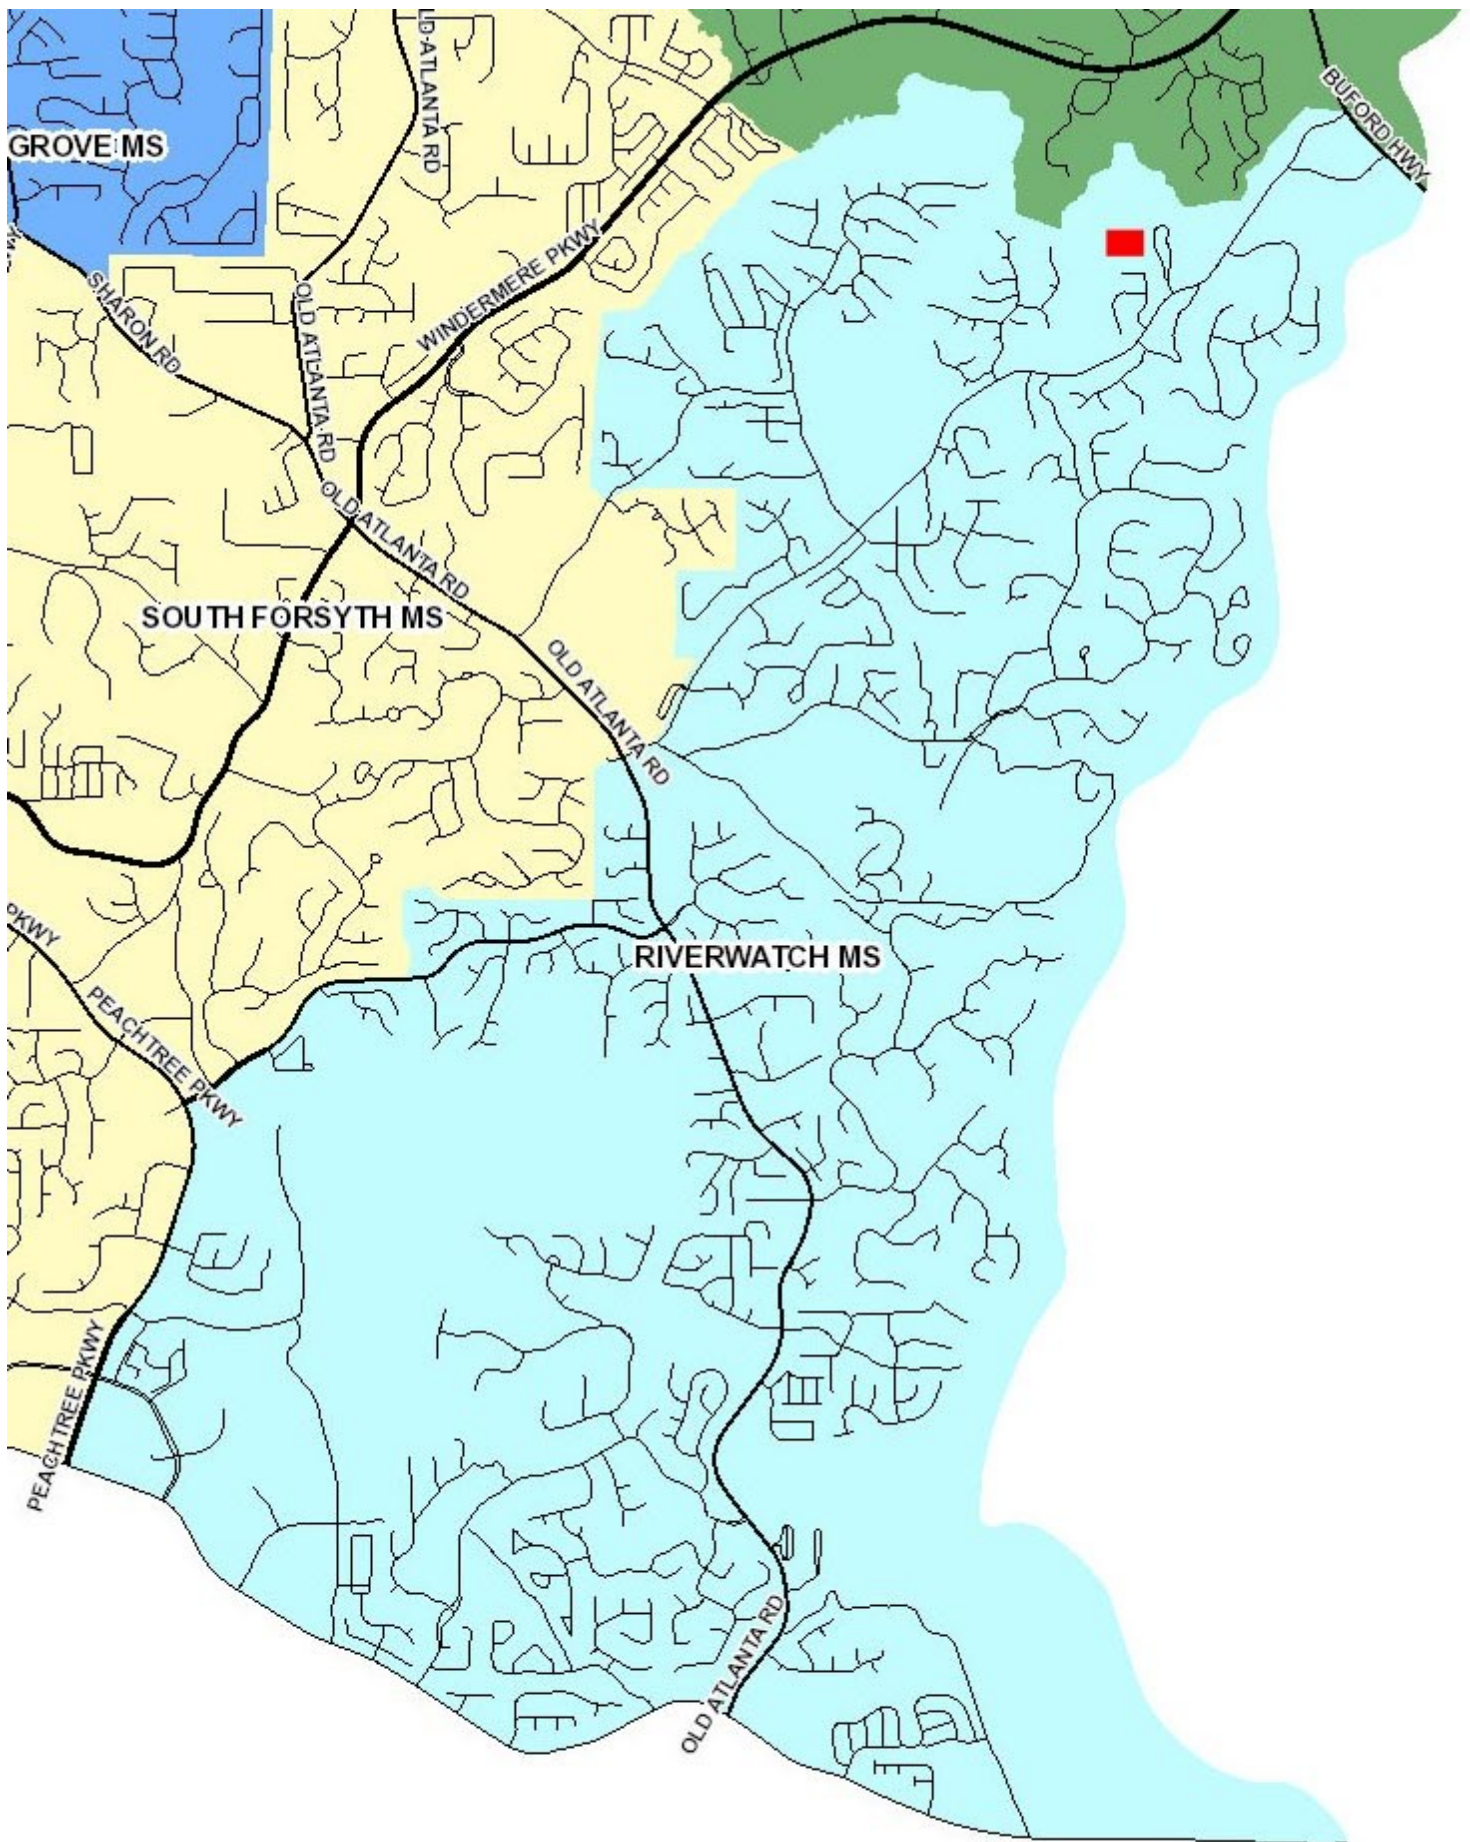 LD ATLANTA RD
BUFORD HWY
GROVE MS
WINDERMERE PKWY
SHARON RD
OLD ATLANTA RD
OLD ATLANTA RD
SOUTH FORSYTH MS
OLD ATLANTA RD
PKWY
RIVERWATCH MS
PEACHTREE PKWY
PEACHTREE PKWY
OLD ATLANTA RD